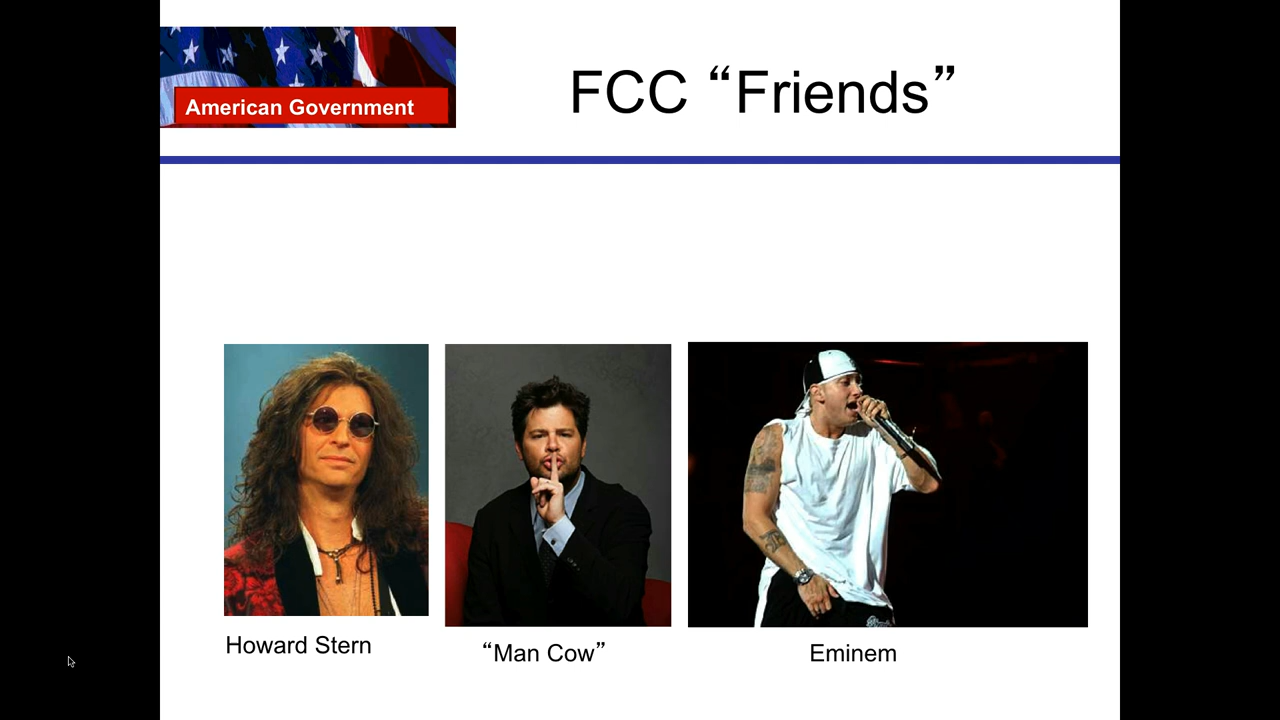 American Government
FCC “Friends”
Howard Stern
“Man Cow”
Eminem